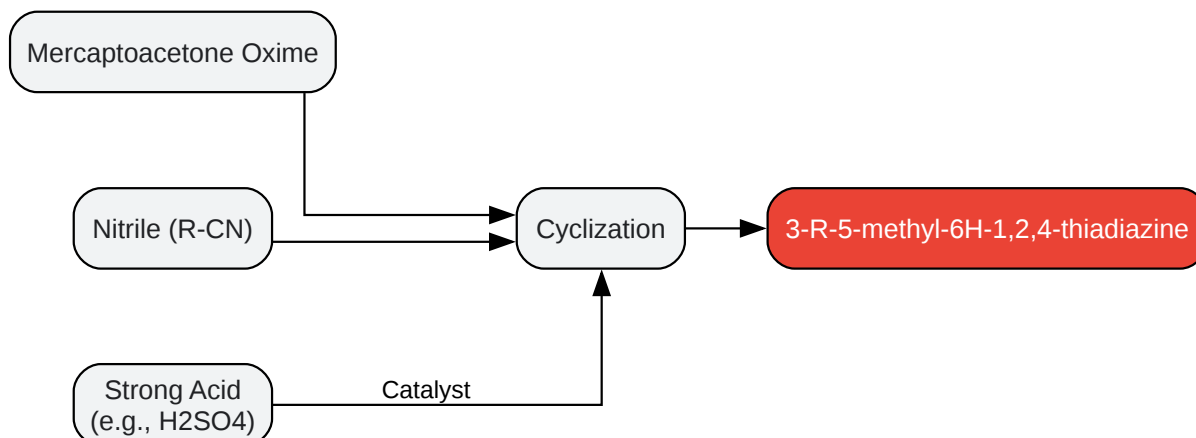 Mercaptoacetone Oxime
Nitrile (R-CN)
Cyclization
3-R-5-methyl-6H-1,2,4-thiadiazine
Strong Acid
(e.g., H2SO4)
Catalyst